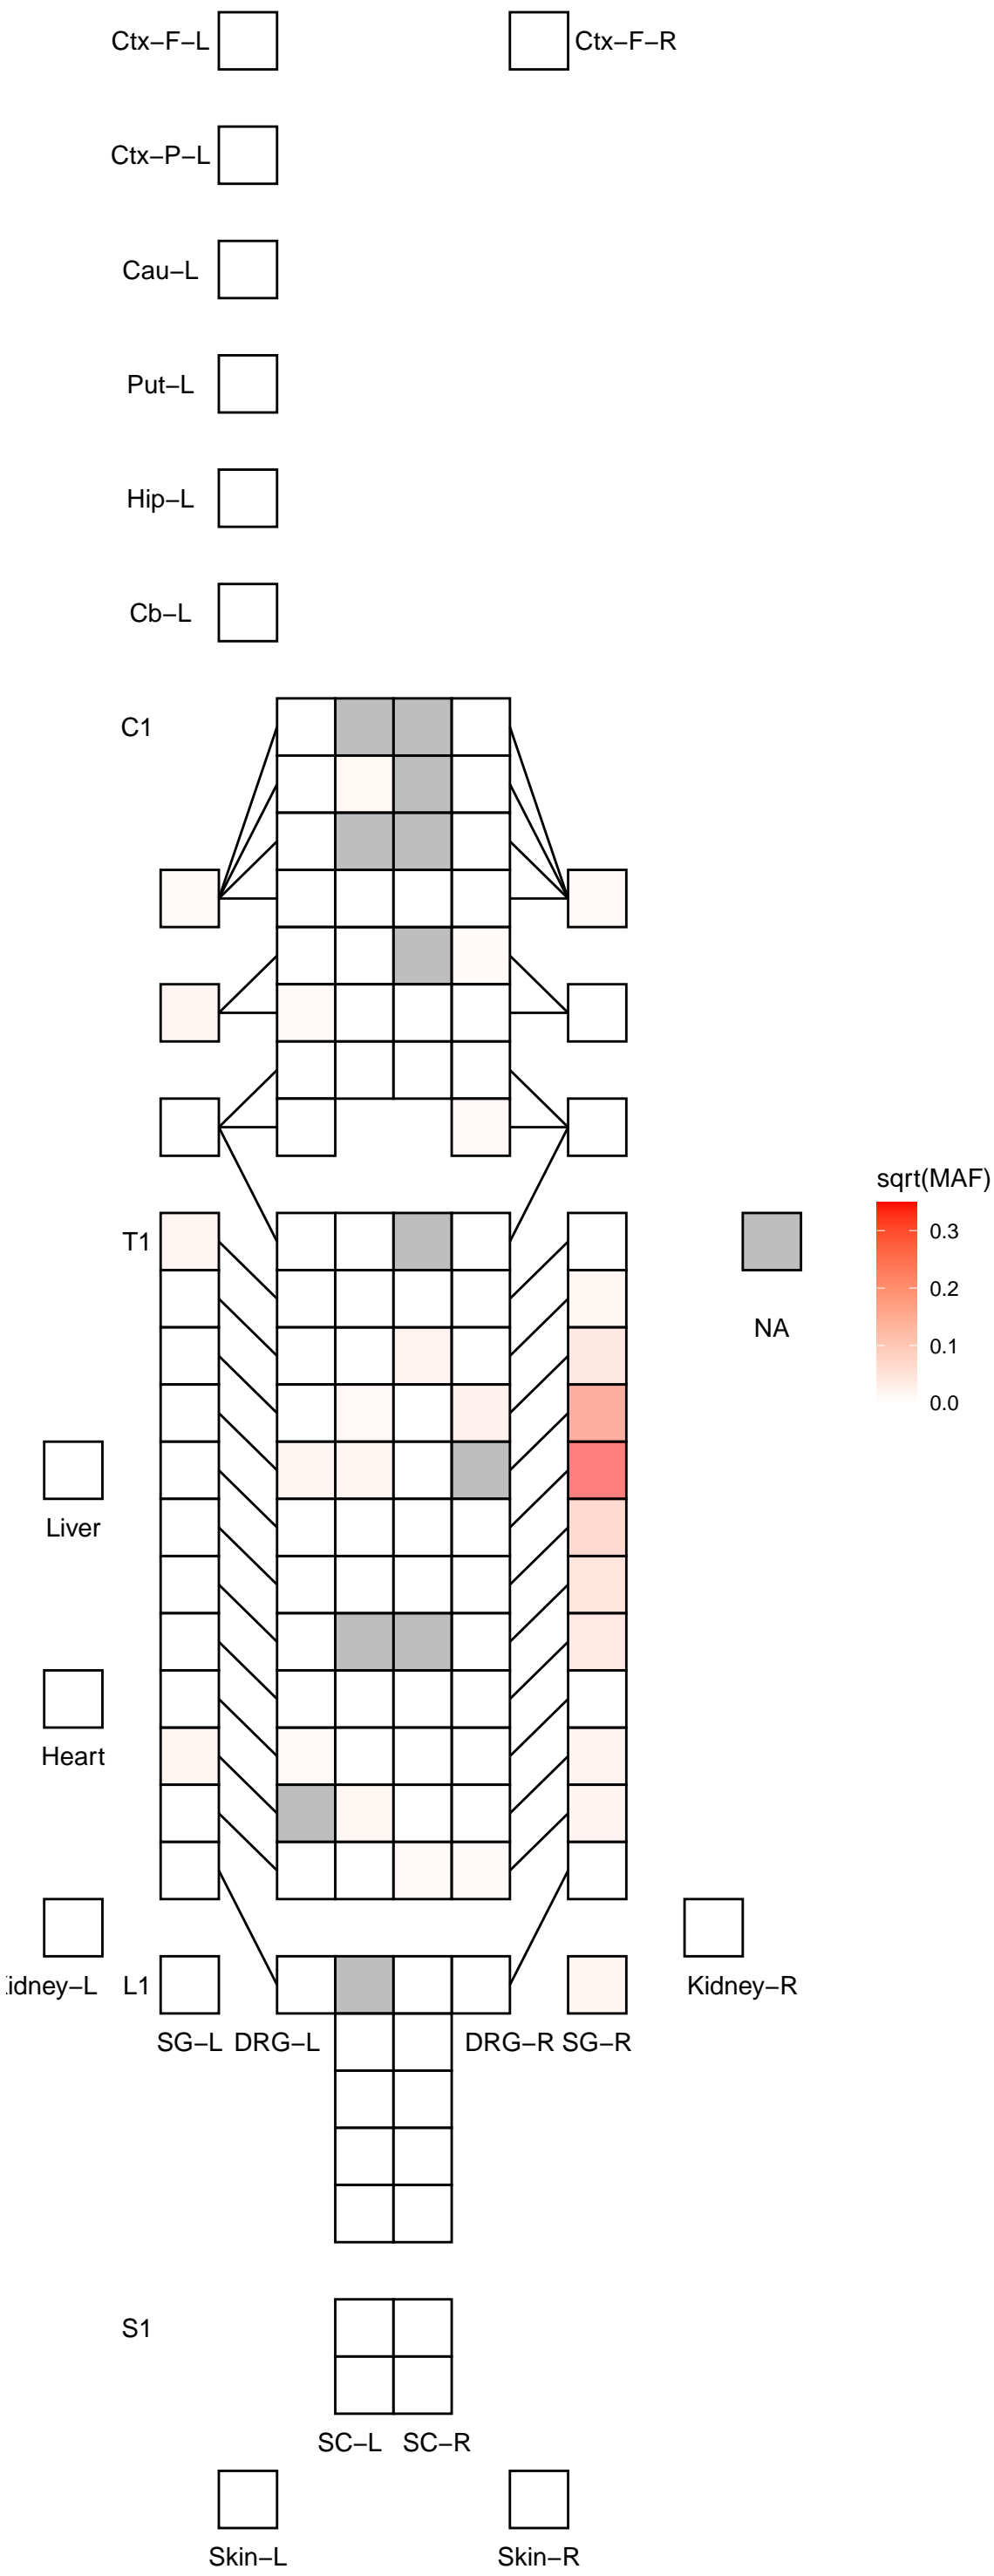 Ctx−F−L
Ctx−F−R
Ctx−P−L
Cau−L
Put−L
Hip−L
Cb−L
C1
sqrt(MAF)
T1
0.3
0.2
NA
0.1
0.0
Liver
Heart
idney−L
L1
Kidney−R
SG−L DRG−L DRG−R SG−R
S1
SC−L SC−R
Skin−L Skin−R